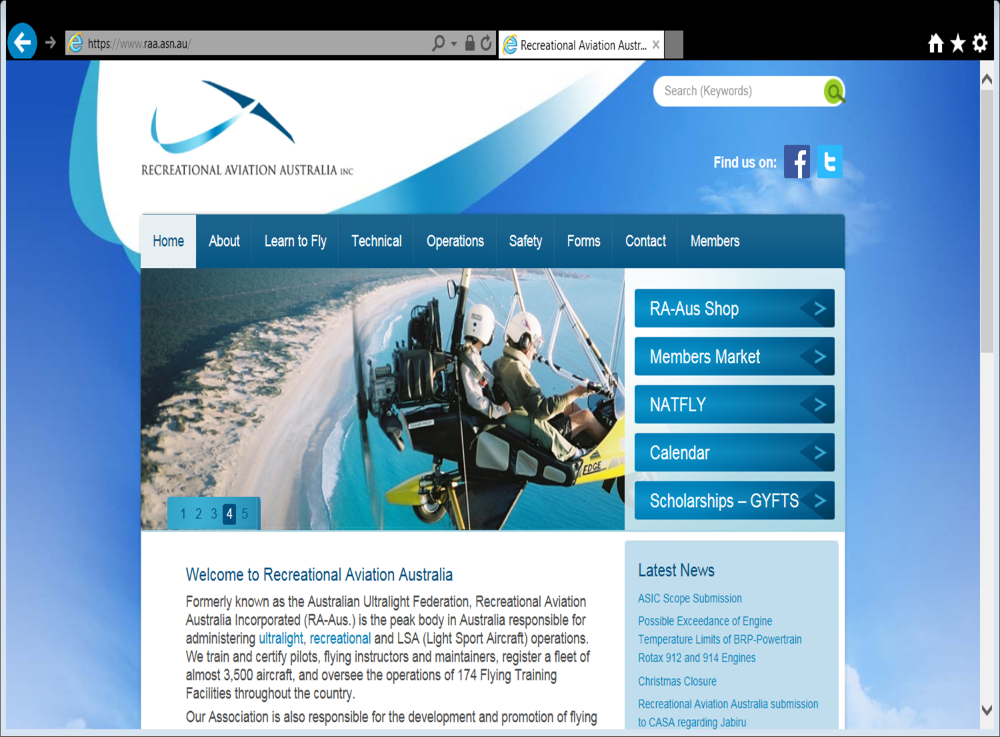 https://www.raa.asn.au/
Recreational Aviation Austr...
Search (Keywords)
RECREATIONAL AVIATION AUSTRALIA INC
Find us on:
Home About Learn to Fly Technical Operations Safety Forms Contact Members
RA-Aus Shop
Members Market
NATFLY
Calendar
Scholarships – GYFTS
EDGE
1 2 3 4 5
Welcome to Recreational Aviation Australia
Formerly known as the Australian Ultralight Federation, Recreational Aviation
Australia Incorporated (RA-Aus.) is the peak body in Australia responsible for
administering ultralight, recreational and LSA (Light Sport Aircraft) operations.
We train and certify pilots, flying instructors and maintainers, register a fleet of
almost 3,500 aircraft, and oversee the operations of 174 Flying Training
Facilities throughout the country.
Our Association is also responsible for the development and promotion of flying
Latest News
ASIC Scope Submission
Possible Exceedance of Engine
Temperature Limits of BRP-Powertrain
Rotax 912 and 914 Engines
Christmas Closure
Recreational Aviation Australia submission
to CASA regarding Jabiru